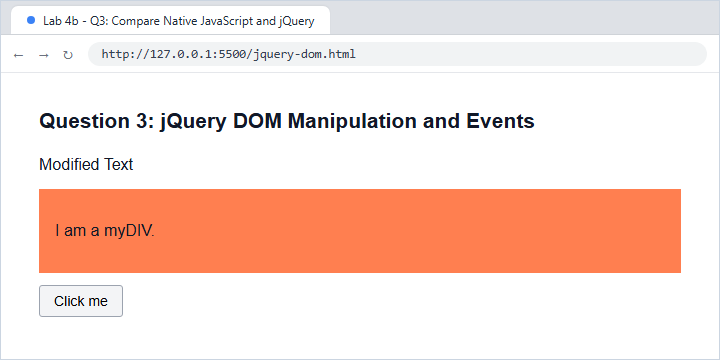 Lab 4b - Q3: Compare Native JavaScript and jQuery
http://127.0.0.1:5500/jquery-dom.html
Question 3: jQuery DOM Manipulation and Events
Modified Text
I am a myDIV.
Click me